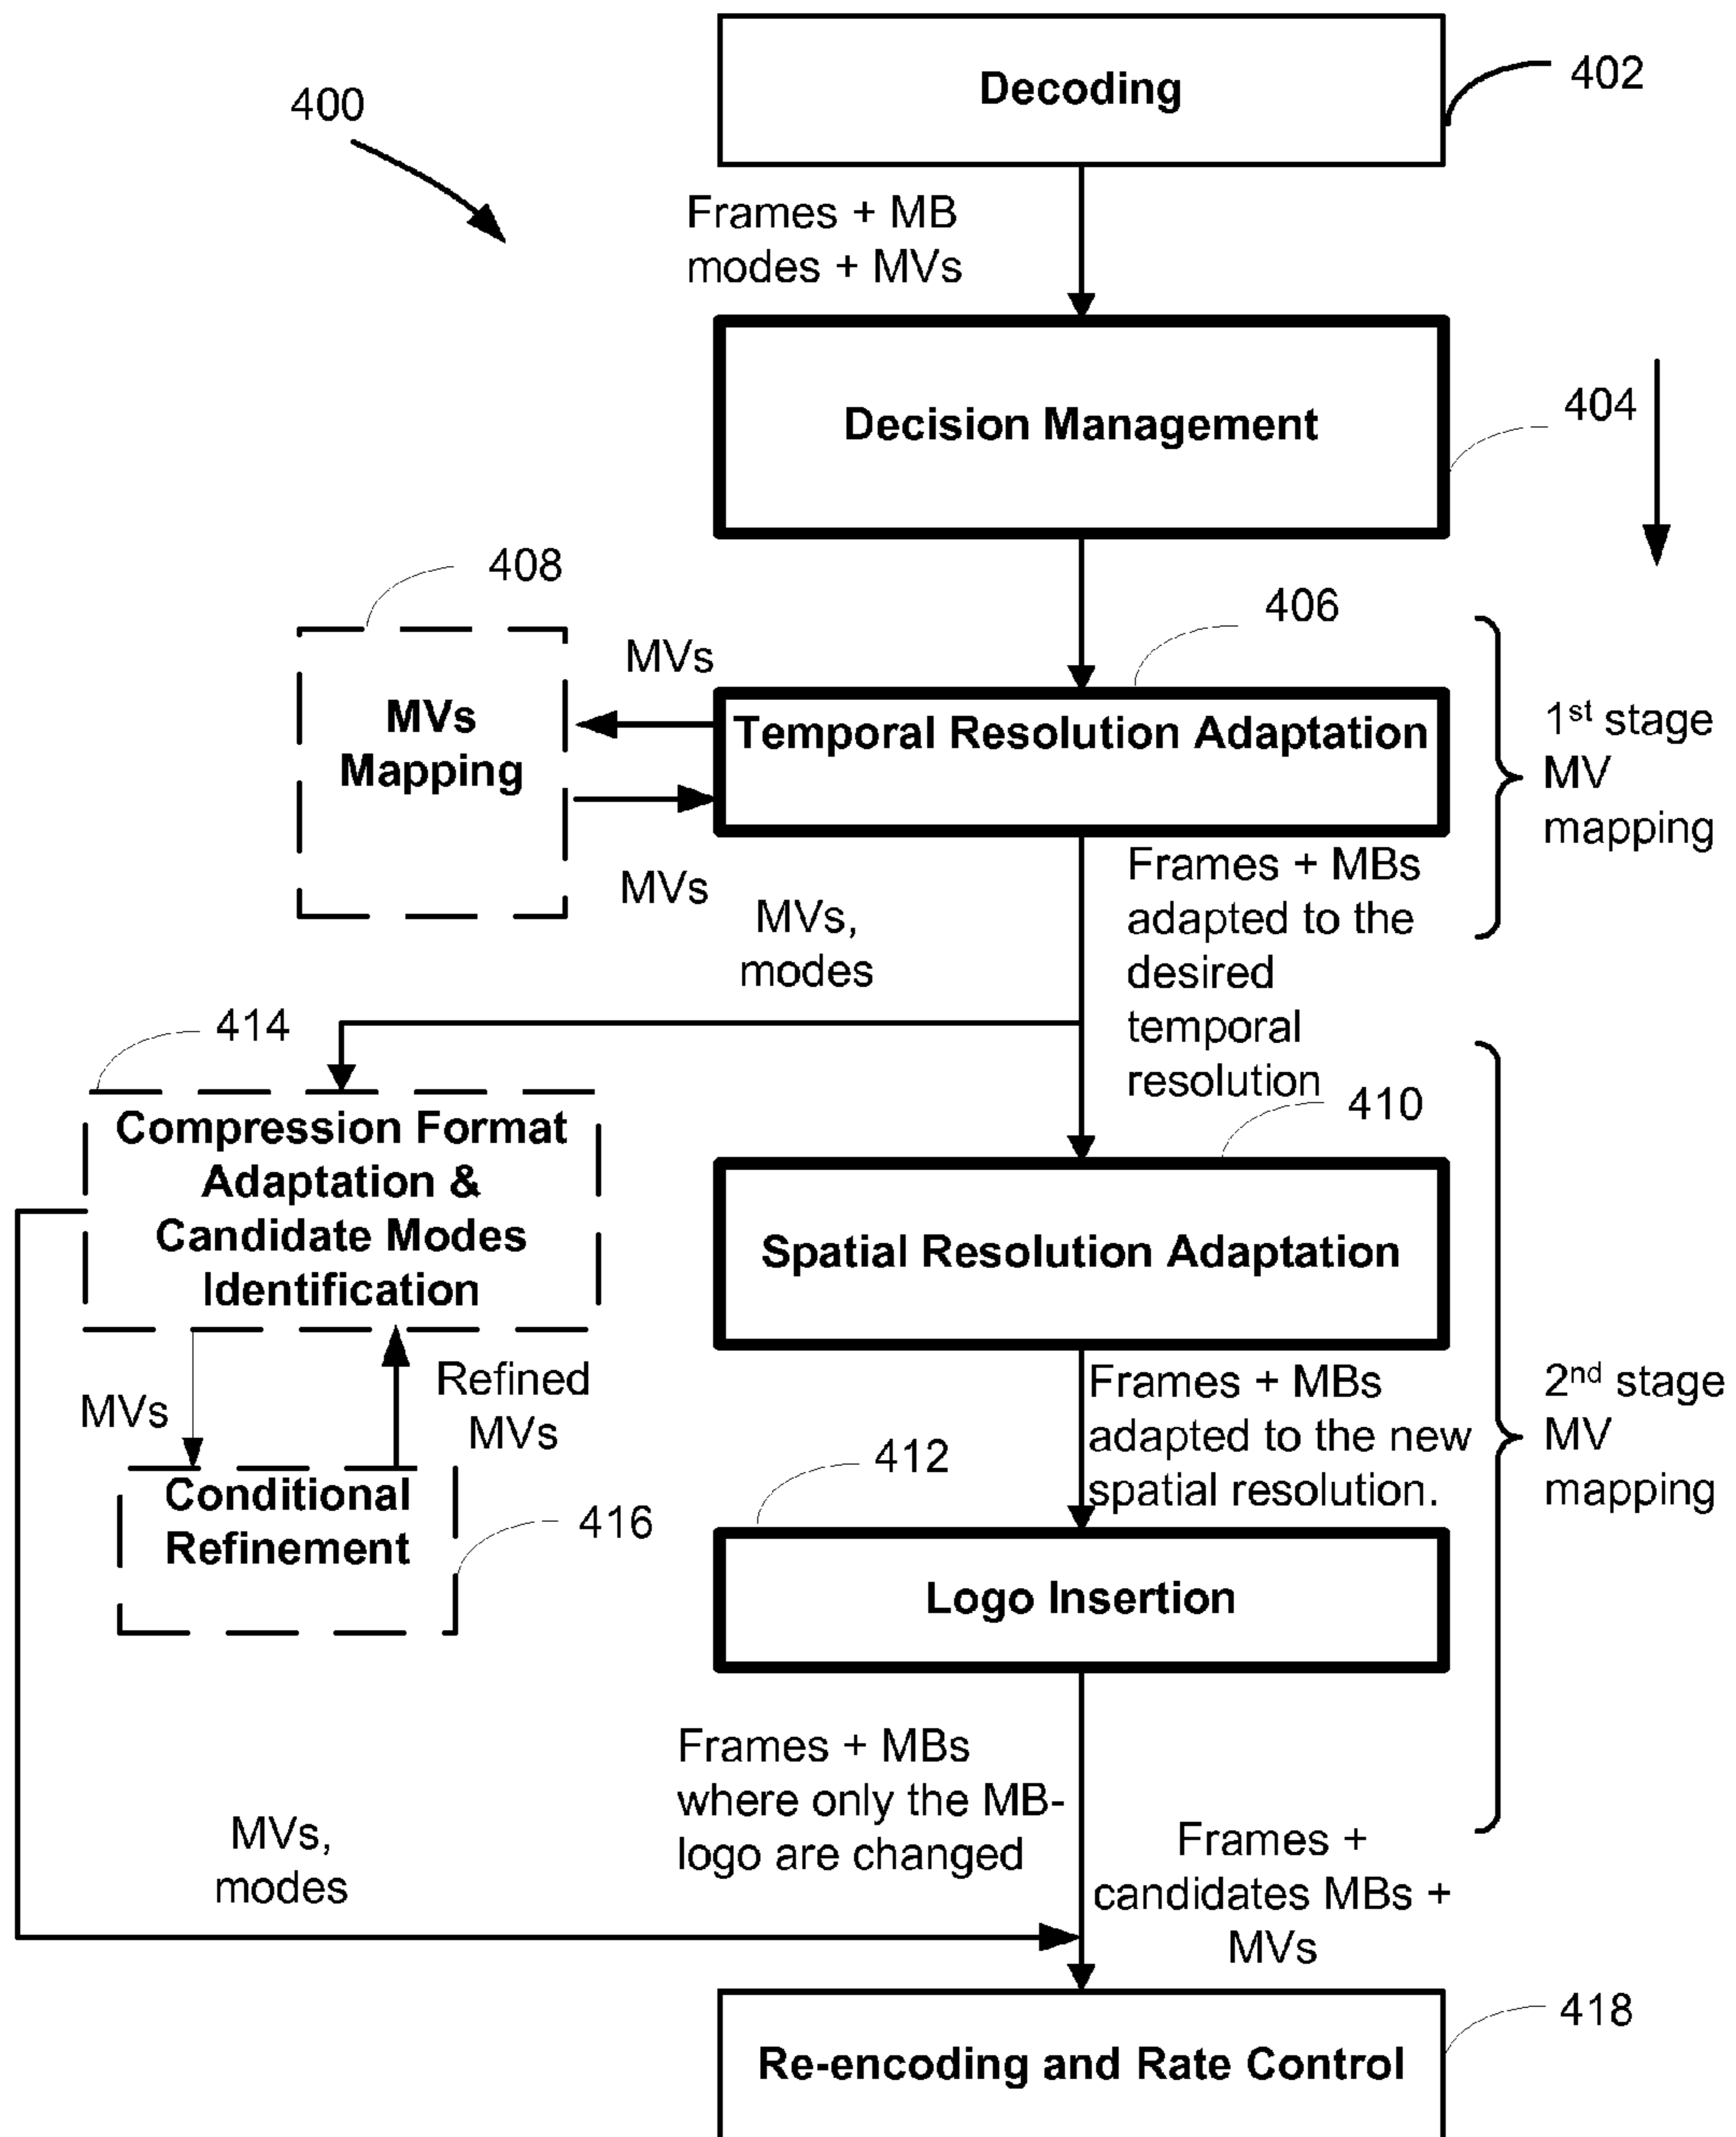 Decoding
402
400
Frames + MB
modes + MVs
Decision Management
404
408
406
MVs
MVs
Mapping
Temporal Resolution Adaptation
1st stage
MV
mapping
MVs
MVs,
modes
Frames + MBs
adapted to the
desired
temporal
resolution
414
410
Compression Format
Adaptation &
Candidate Modes
Identification
Spatial Resolution Adaptation
MVs
Refined
MVs
Frames + MBs
adapted to the new
spatial resolution.
2nd stage
MV
mapping
412
Conditional
Refinement
416
Logo Insertion
Frames + MBs
where only the MB-
logo are changed
MVs,
modes
Frames +
candidates MBs +
MVs
418
Re-encoding and Rate Control